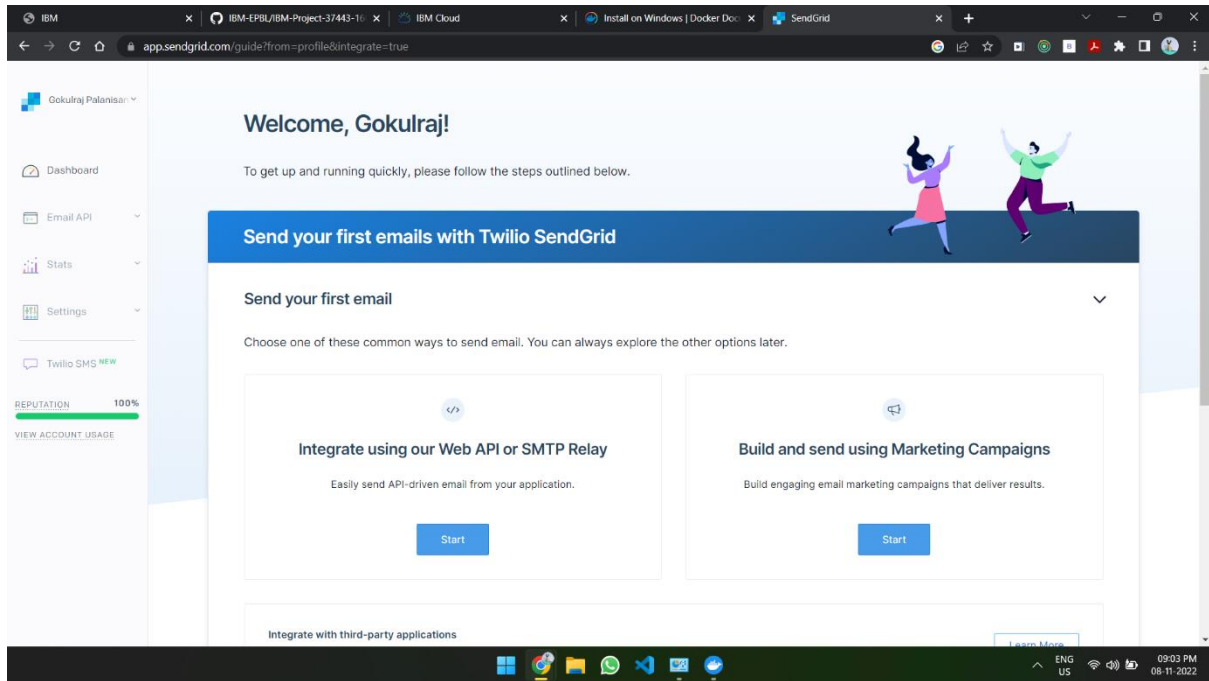 IBM
IBM-EPBL/IBM-Project-37443-16
IBM Cloud
Install on Windows | Docker Doc
SendGrid
app.sendgrid.com/guide?from=profile&integrate=true
Gokulraj Palanisan
Dashboard
Email API
Stats
Settings
Twilio SMS NEW
REPUTATION 100%
VIEW ACCOUNT USAGE
Welcome, Gokulraj!
To get up and running quickly, please follow the steps outlined below.
Send your first emails with Twilio SendGrid
Send your first email
Choose one of these common ways to send email. You can always explore the other options later.
Integrate using our Web API or SMTP Relay
Easily send API-driven email from your application.
Start
Build and send using Marketing Campaigns
Build engaging email marketing campaigns that deliver results.
Start
Integrate with third-party applications
Learn More
ENG
US
09:03 PM
08-11-2022